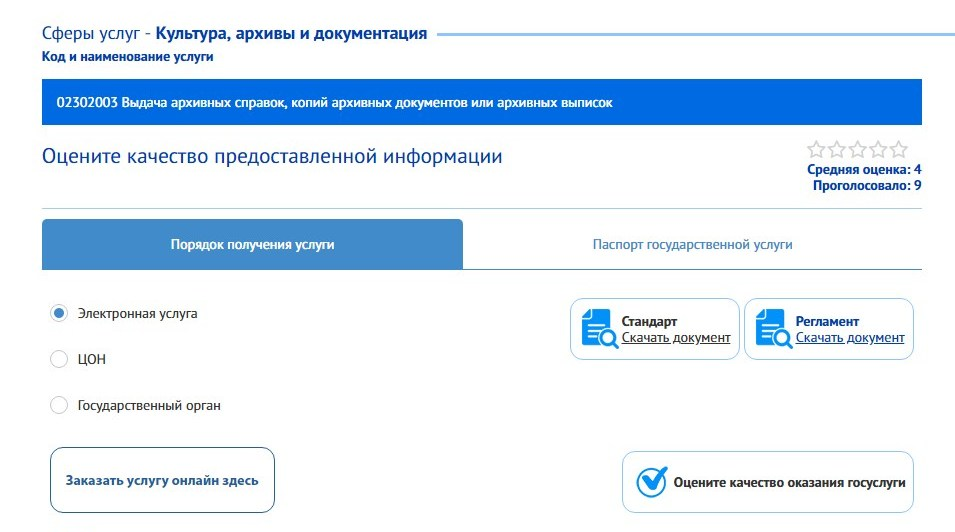 Сферы услуг - Культура, архивы и документация
Код и наименование услуги
02302003 Выдача архивных справок, копий архивных документов или архивных выписок
Оцените качество предоставленной информации
Средняя оценка: 4
Проголосовало: 9
Порядок получения услуги
Паспорт государственной услуги
Электронная услуга
ЦОН
Государственный орган
Стандарт
Скачать документ
Регламент
Скачать документ
Заказать услугу онлайн здесь
Оцените качество оказания госуслуги